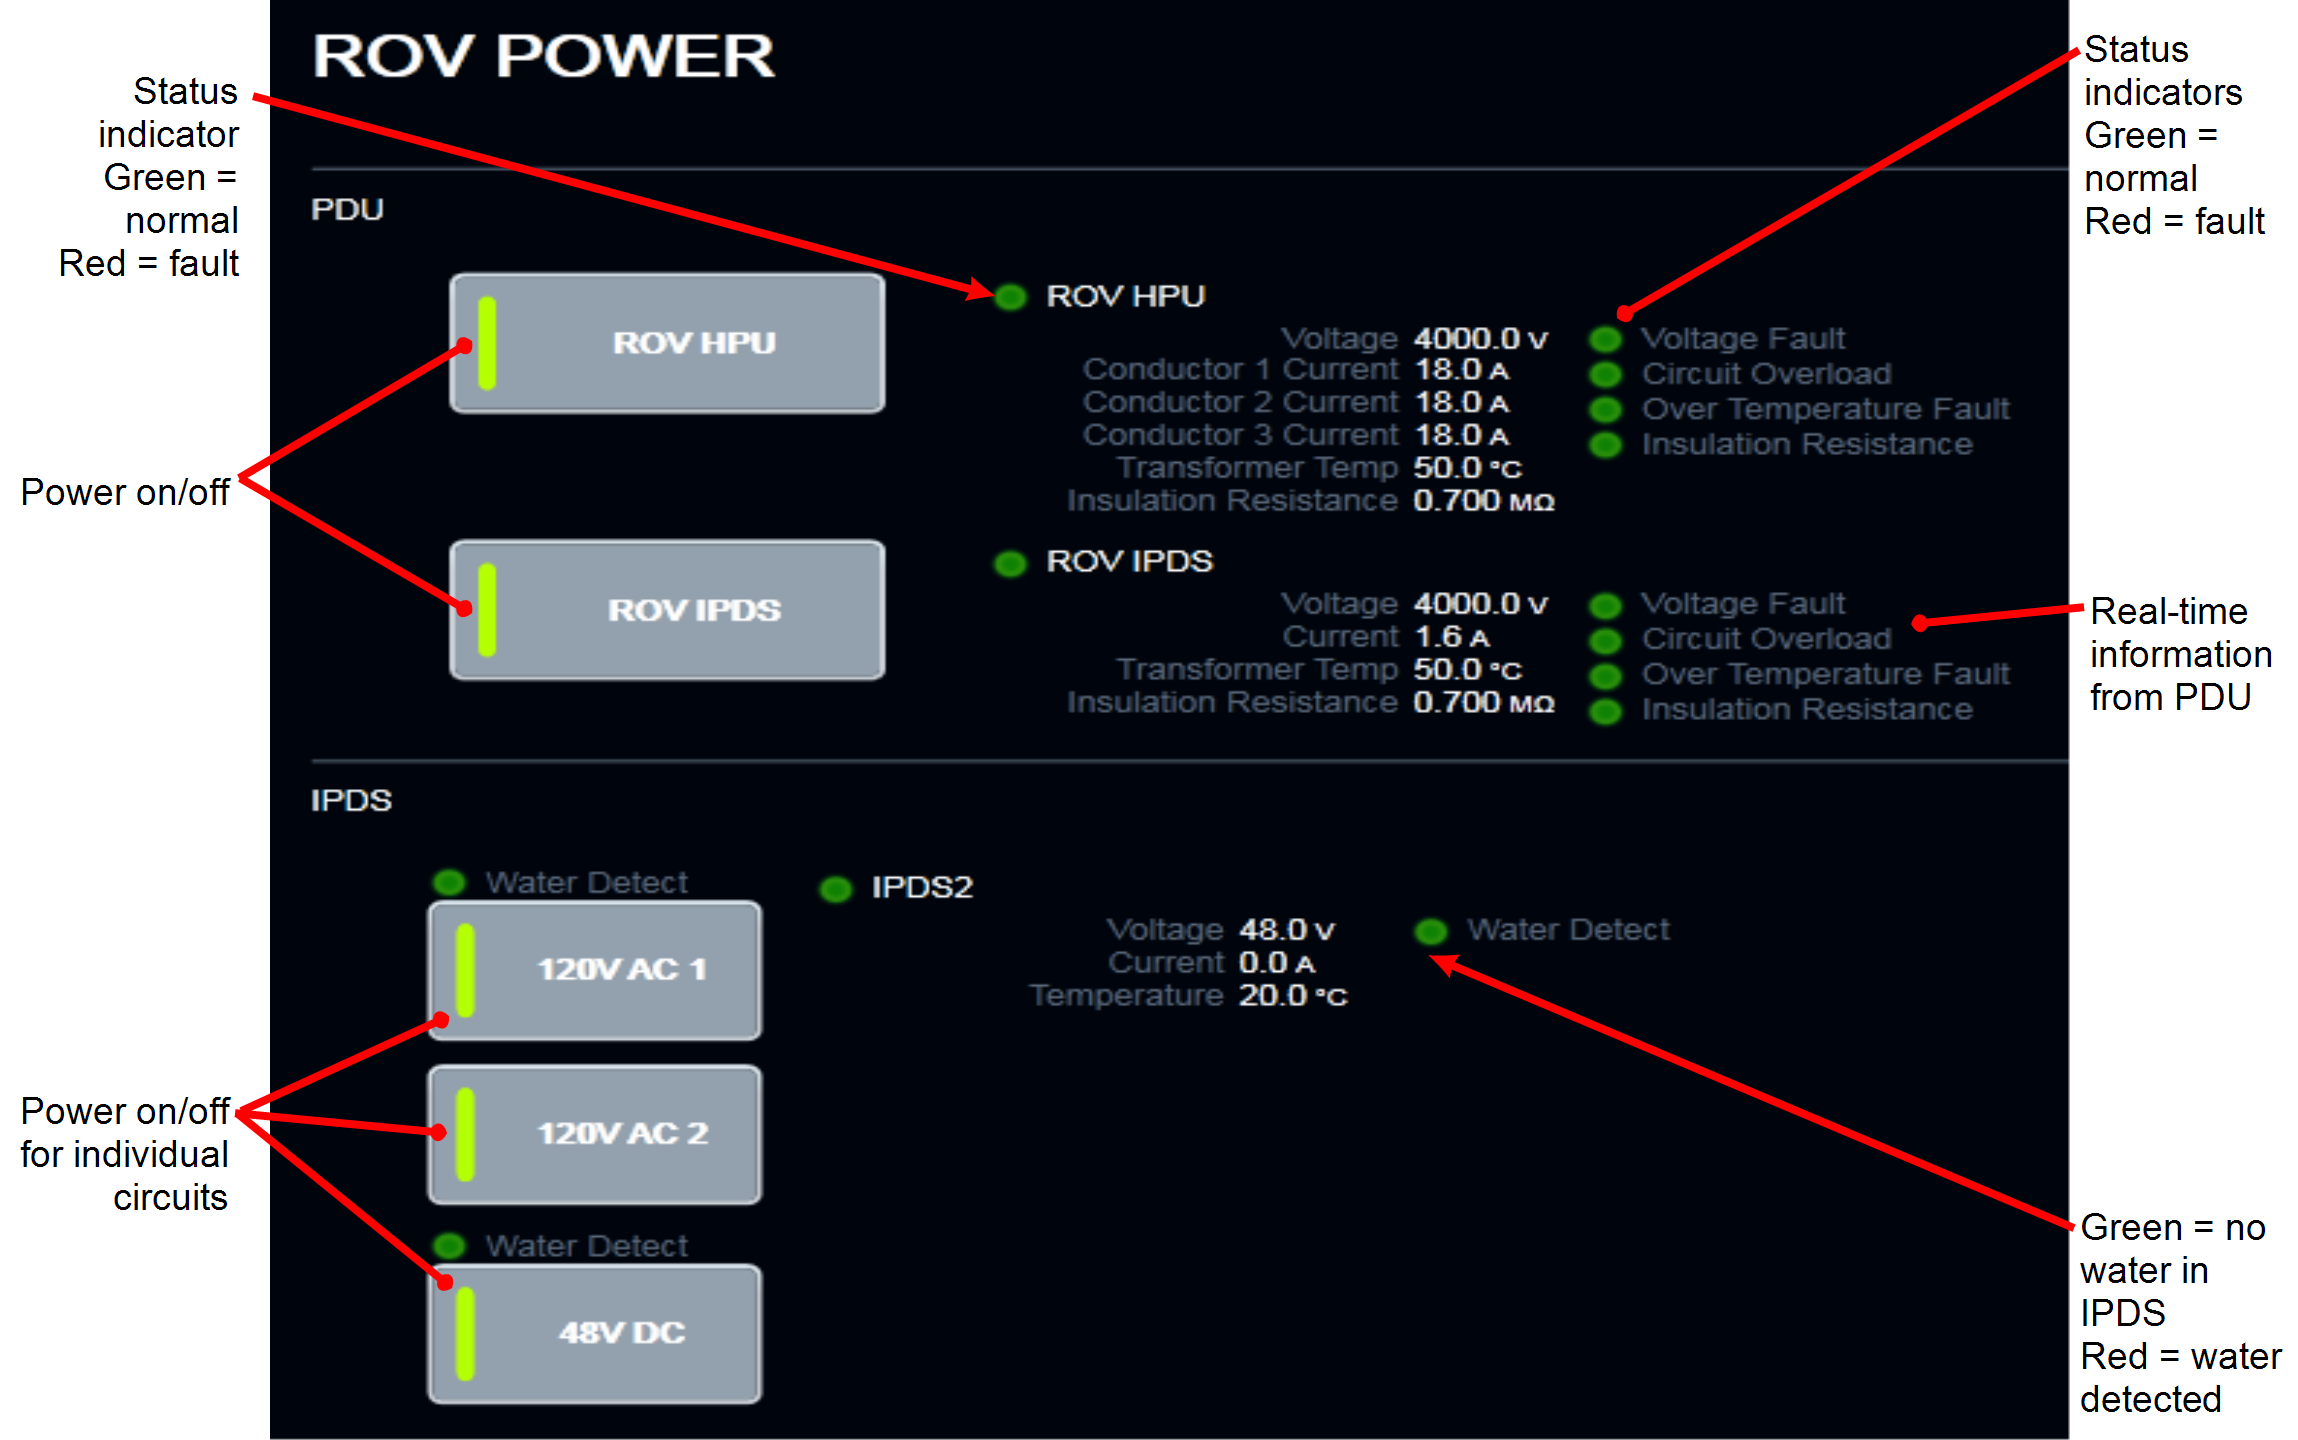 ROV POWER
Status
indicator
Green =
normal
Red = fault
Status
indicators
Green =
normal
Red = fault
PDU
ROV HPU
ROV HPU
Voltage 4000.0 V
Conductor 1 Current 18.0 A
Conductor 2 Current 18.0 A
Conductor 3 Current 18.0 A
Transformer Temp 50.0 °C
Insulation Resistance 0.700 MΩ
Voltage Fault
Circuit Overload
Over Temperature Fault
Insulation Resistance
Power on/off
ROV IPDS
ROV IPDS
Voltage 4000.0 V
Current 1.6 A
Transformer Temp 50.0 °C
Insulation Resistance 0.700 MΩ
Voltage Fault
Circuit Overload
Over Temperature Fault
Insulation Resistance
Real-time
information
from PDU
IPDS
Water Detect
120V AC 1
120V AC 2
Water Detect
48V DC
IPDS2
Voltage 48.0 V
Current 0.0 A
Temperature 20.0 °C
Water Detect
Power on/off
for individual
circuits
Green = no
water in
IPDS
Red = water
detected